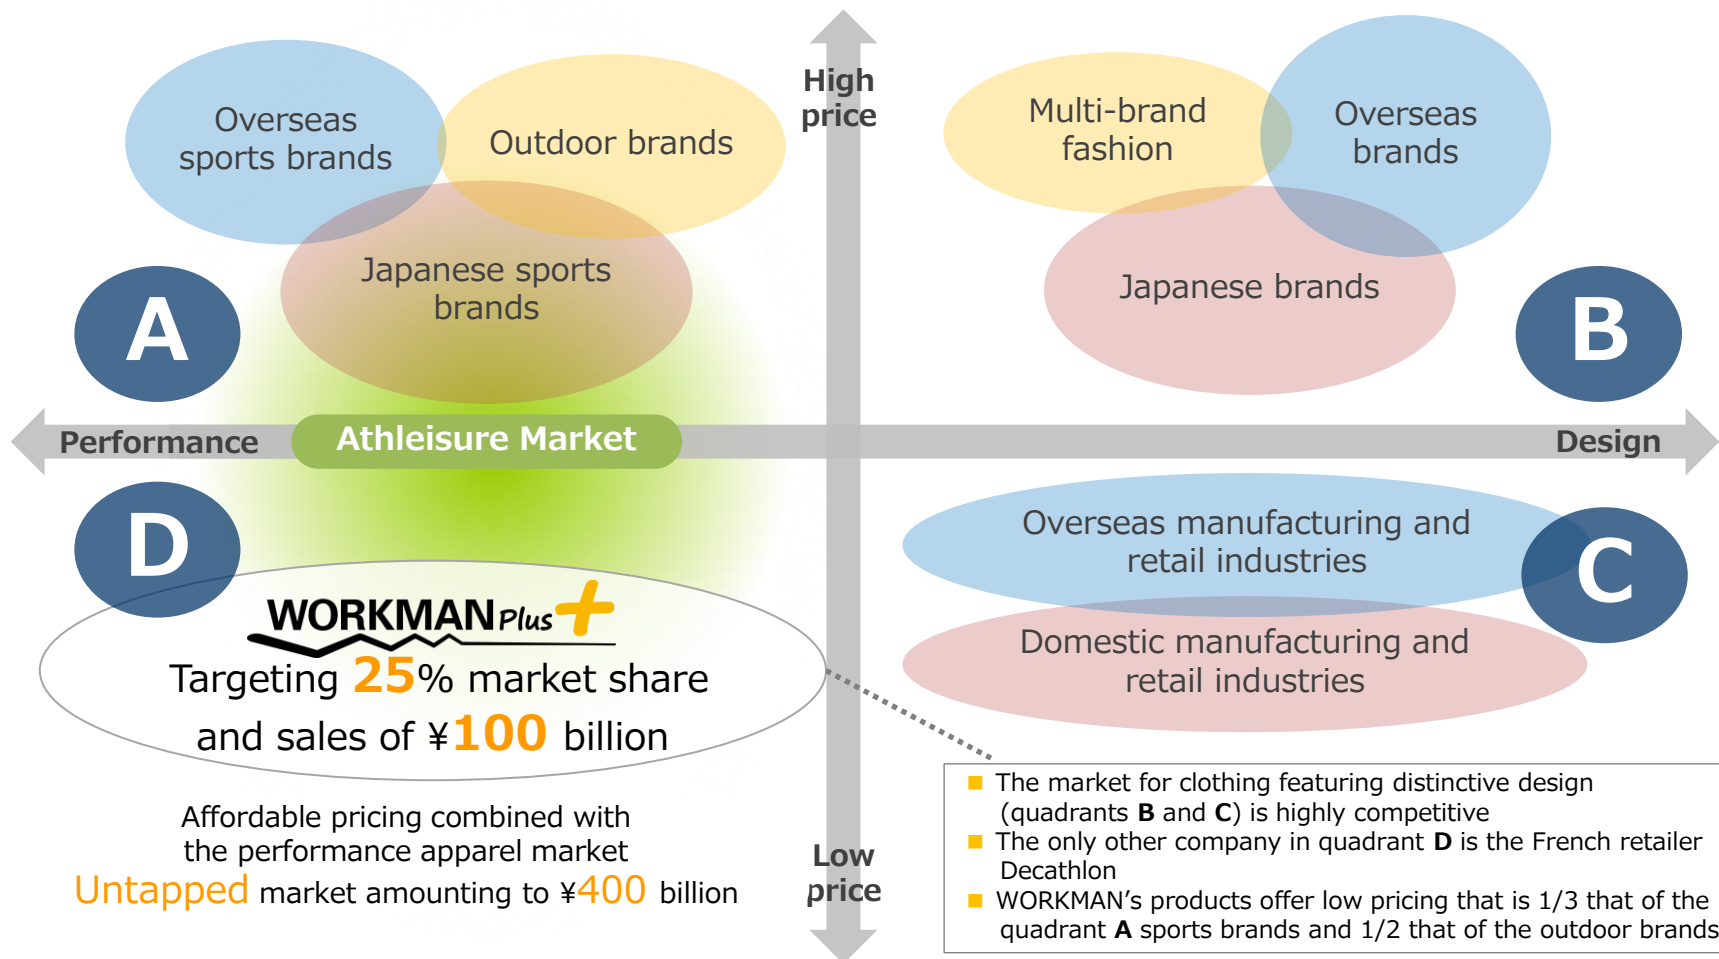 High
price
Overseas
sports brands
Outdoor brands
Japanese sports
brands
A
Multi-brand
fashion
Overseas
brands
Japanese brands
B
Performance
Athleisure Market
Design
D
WORKMAN Plus
Targeting 25% market share
and sales of ¥100 billion
Affordable pricing combined with
the performance apparel market
Untapped market amounting to ¥400 billion
Overseas manufacturing and
retail industries
C
Domestic manufacturing and
retail industries
Low
price
■ The market for clothing featuring distinctive design
(quadrants B and C) is highly competitive
■ The only other company in quadrant D is the French retailer
Decathlon
■ WORKMAN’s products offer low pricing that is 1/3 that of the
quadrant A sports brands and 1/2 that of the outdoor brands